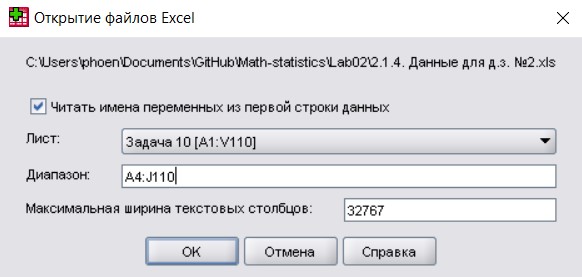 Открытие файлов Excel
C:\Users\phoen\Documents\GitHub\Math-statistics\Lab02\2.1.4. Данные для д.з. №2.xls
Читать имена переменных из первой строки данных
Лист: Задача 10 [A1:V110]
Диапазон: A4:J110
Максимальная ширина текстовых столбцов: 32767
OK Отмена Справка